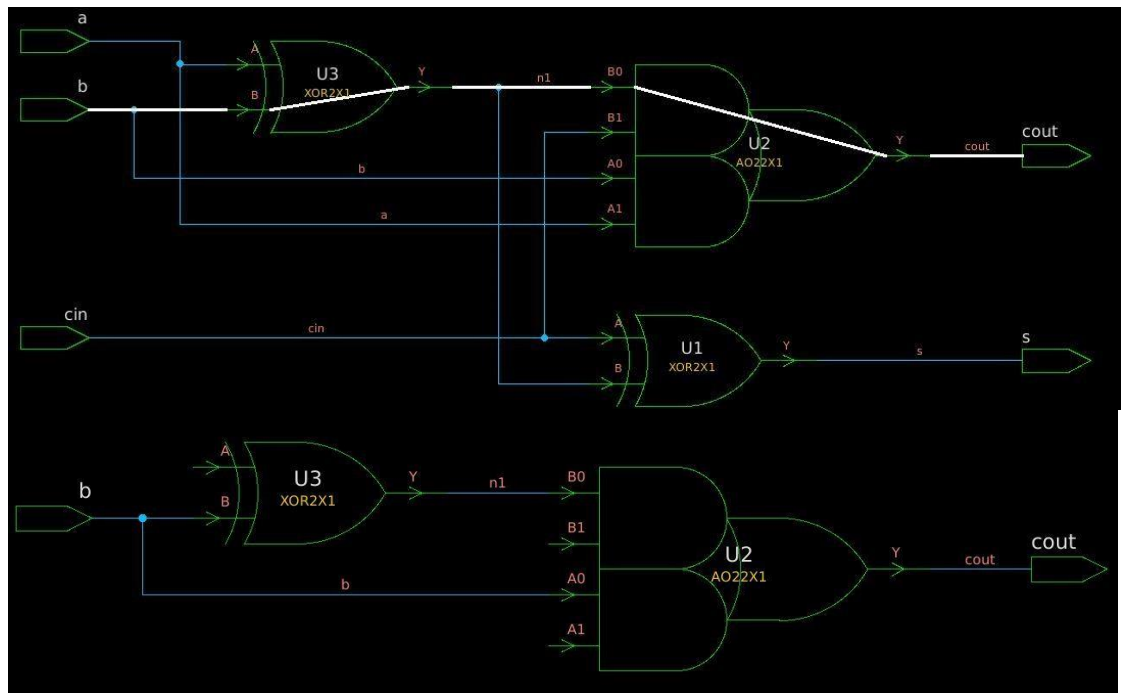 a
A
U3
Y
n1
B0
XOR2X1
b
B
B1
cout
U2
Y
cout
AO22X1
b
A0
a
A1
cin
cin
A
U1
Y
s
s
XOR2X1
B
A
U3
Y
n1
B0
b
B
XOR2X1
B1
U2
Y
cout
cout
AO22X1
b
A0
A1